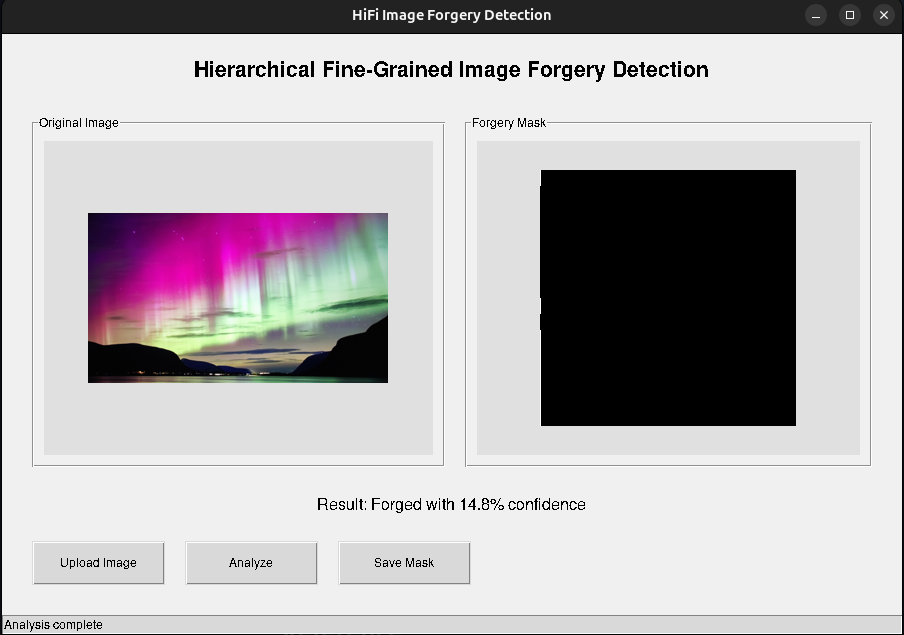 HiFi Image Forgery Detection
Hierarchical Fine-Grained Image Forgery Detection
Original Image
Forgery Mask
Result: Forged with 14.8% confidence
Upload Image
Analyze
Save Mask
Analysis complete